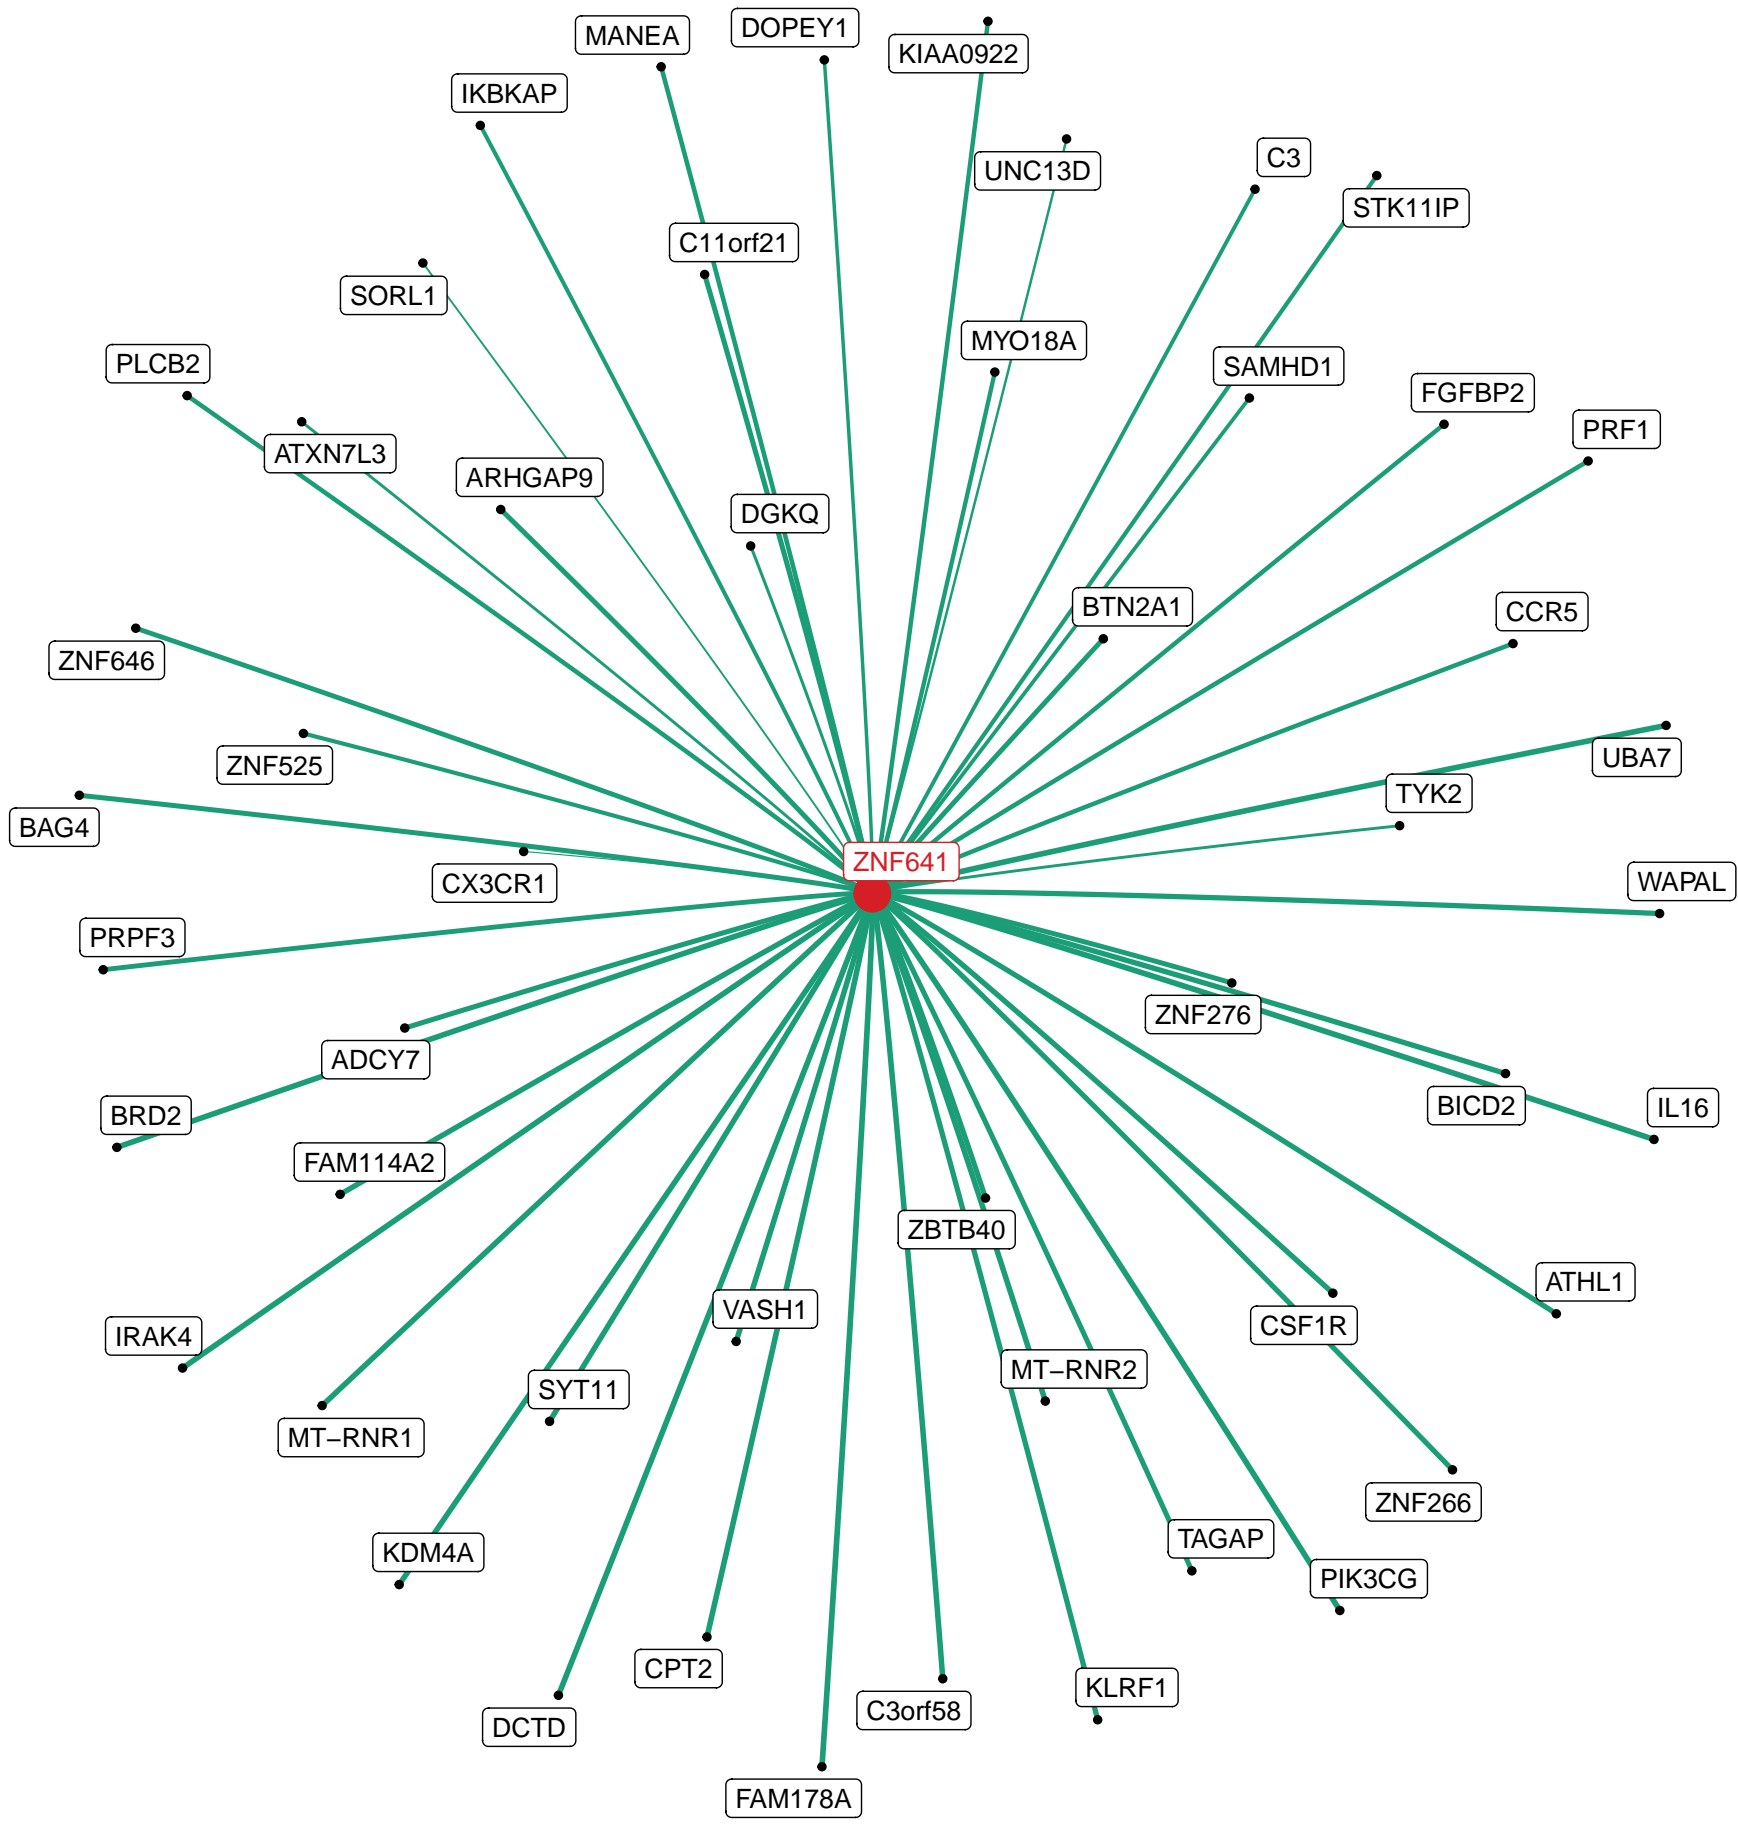 DOPEY1
MANEA
KIAA0922
IKBKAP
C3
UNC13D
STK11IP
C11orf21
SORL1
MYO18A
PLCB2
SAMHD1
FGFBP2
PRF1
ATXN7L3
ARHGAP9
DGKQ
BTN2A1
CCR5
ZNF646
UBA7
ZNF525
TYK2
BAG4
ZNF641
CX3CR1
WAPAL
PRPF3
ZNF276
ADCY7
BICD2
IL16
BRD2
FAM114A2
ZBTB40
ATHL1
VASH1
CSF1R
IRAK4
MT−RNR2
SYT11
MT−RNR1
ZNF266
TAGAP
KDM4A
PIK3CG
CPT2
KLRF1
C3orf58
DCTD
FAM178A